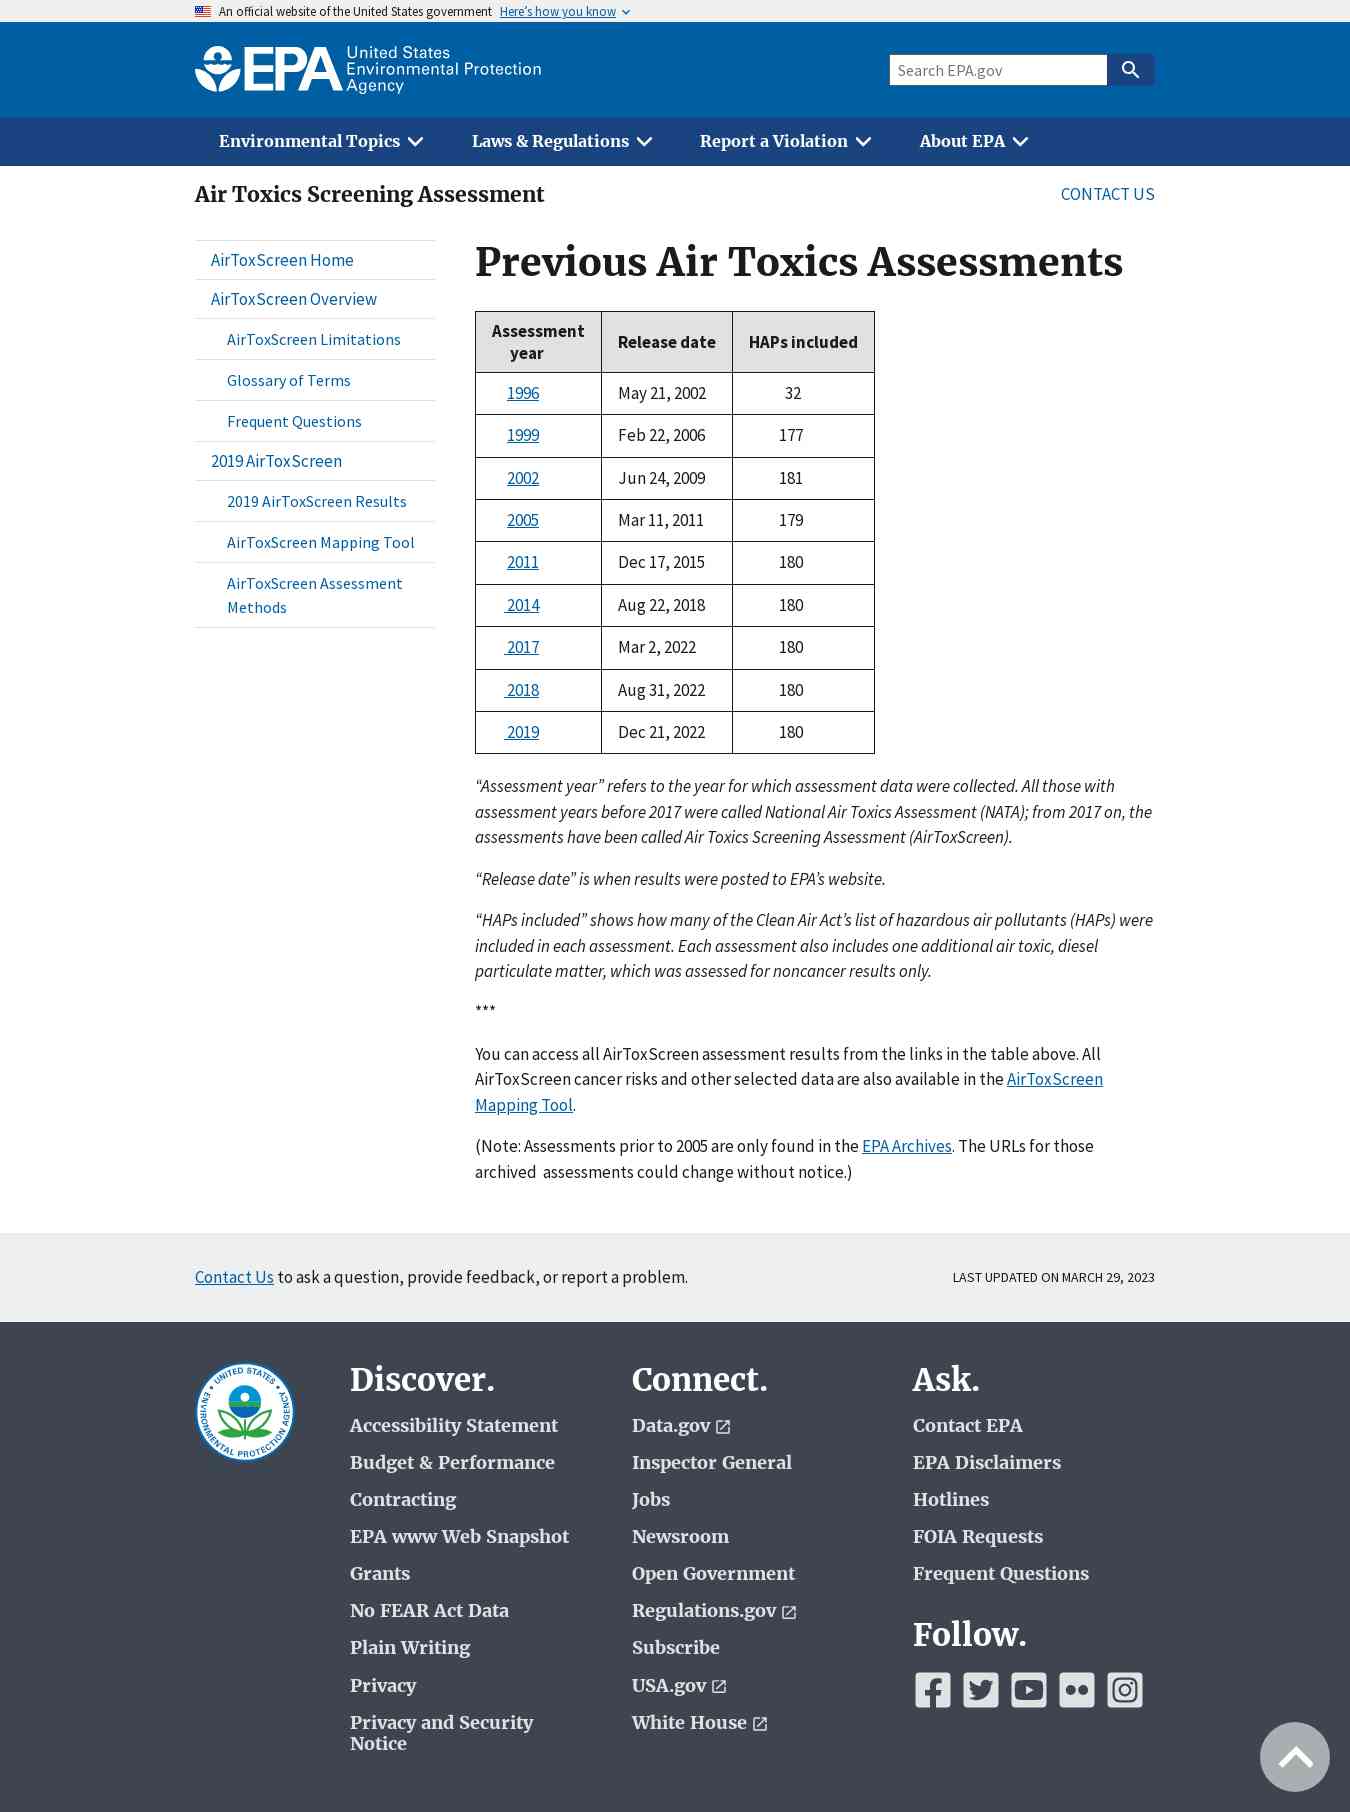 An official website of the United States government Here's how you know
EPA United States
Environmental Protection
Agency
Search EPA.gov
Environmental Topics Laws & Regulations Report a Violation About EPA
Air Toxics Screening Assessment CONTACT US
AirToxScreen Home
AirToxScreen Overview
AirToxScreen Limitations
Glossary of Terms
Frequent Questions
2019 AirToxScreen
2019 AirToxScreen Results
AirToxScreen Mapping Tool
AirToxScreen Assessment
Methods
Previous Air Toxics Assessments
Assessment year Release date HAPs included
1996 May 21, 2002 32
1999 Feb 22, 2006 177
2002 Jun 24, 2009 181
2005 Mar 11, 2011 179
2011 Dec 17, 2015 180
2014 Aug 22, 2018 180
2017 Mar 2, 2022 180
2018 Aug 31, 2022 180
2019 Dec 21, 2022 180
“Assessment year” refers to the year for which assessment data were collected. All those with
assessment years before 2017 were called National Air Toxics Assessment (NATA); from 2017 on, the
assessments have been called Air Toxics Screening Assessment (AirToxScreen).
“Release date” is when results were posted to EPA’s website.
“HAPs included” shows how many of the Clean Air Act’s list of hazardous air pollutants (HAPs) were
included in each assessment. Each assessment also includes one additional air toxic, diesel
particulate matter, which was assessed for noncancer results only.
***
You can access all AirToxScreen assessment results from the links in the table above. All
AirToxScreen cancer risks and other selected data are also available in the AirToxScreen
Mapping Tool.
(Note: Assessments prior to 2005 are only found in the EPA Archives. The URLs for those
archived assessments could change without notice.)
Contact Us to ask a question, provide feedback, or report a problem. LAST UPDATED ON MARCH 29, 2023
UNITED STATES
ENVIRONMENTAL PROTECTION AGENCY
Discover.
Accessibility Statement
Budget & Performance
Contracting
EPA www Web Snapshot
Grants
No FEAR Act Data
Plain Writing
Privacy
Privacy and Security
Notice
Connect.
Data.gov
Inspector General
Jobs
Newsroom
Open Government
Regulations.gov
Subscribe
USA.gov
White House
Ask.
Contact EPA
EPA Disclaimers
Hotlines
FOIA Requests
Frequent Questions
Follow.